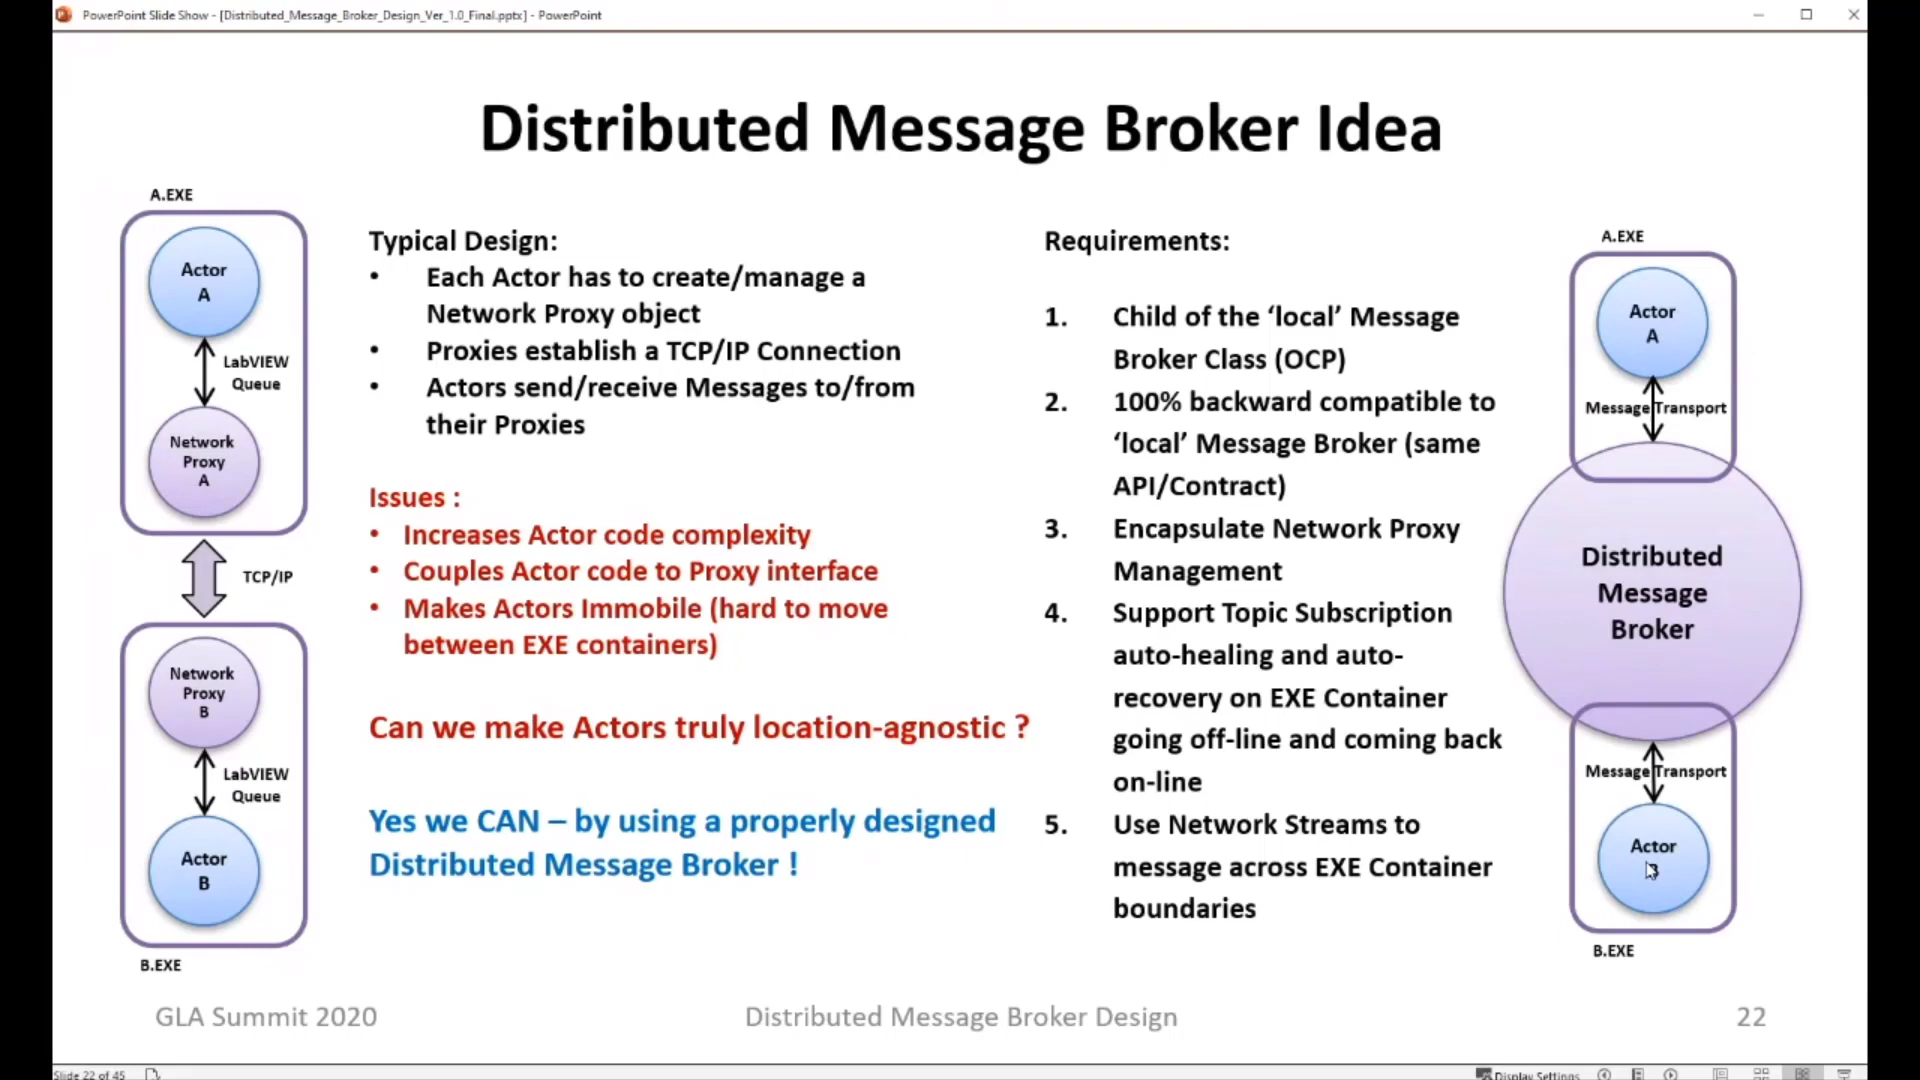 PowerPoint Slide Show - [Distributed_Message_Broker_Design_Ver_1.0_Final.pptx] - PowerPoint
Distributed Message Broker Idea
A.EXE
Actor
A
LabVIEW
Queue
Network
Proxy
A
TCP/IP
Network
Proxy
B
LabVIEW
Queue
Actor
B
B.EXE
Typical Design:
• Each Actor has to create/manage a
Network Proxy object
• Proxies establish a TCP/IP Connection
• Actors send/receive Messages to/from
their Proxies
Issues :
• Increases Actor code complexity
• Couples Actor code to Proxy interface
• Makes Actors Immobile (hard to move
between EXE containers)
Can we make Actors truly location-agnostic ?
Yes we CAN – by using a properly designed
Distributed Message Broker !
Requirements:
1. Child of the ‘local’ Message
Broker Class (OCP)
2. 100% backward compatible to
‘local’ Message Broker (same
API/Contract)
3. Encapsulate Network Proxy
Management
4. Support Topic Subscription
auto-healing and auto-
recovery on EXE Container
going off-line and coming back
on-line
5. Use Network Streams to
message across EXE Container
boundaries
A.EXE
Actor
A
Message Transport
Distributed
Message
Broker
Message Transport
Actor
B
B.EXE
GLA Summit 2020
Distributed Message Broker Design
22
Slide 22 of 45
Display Settings